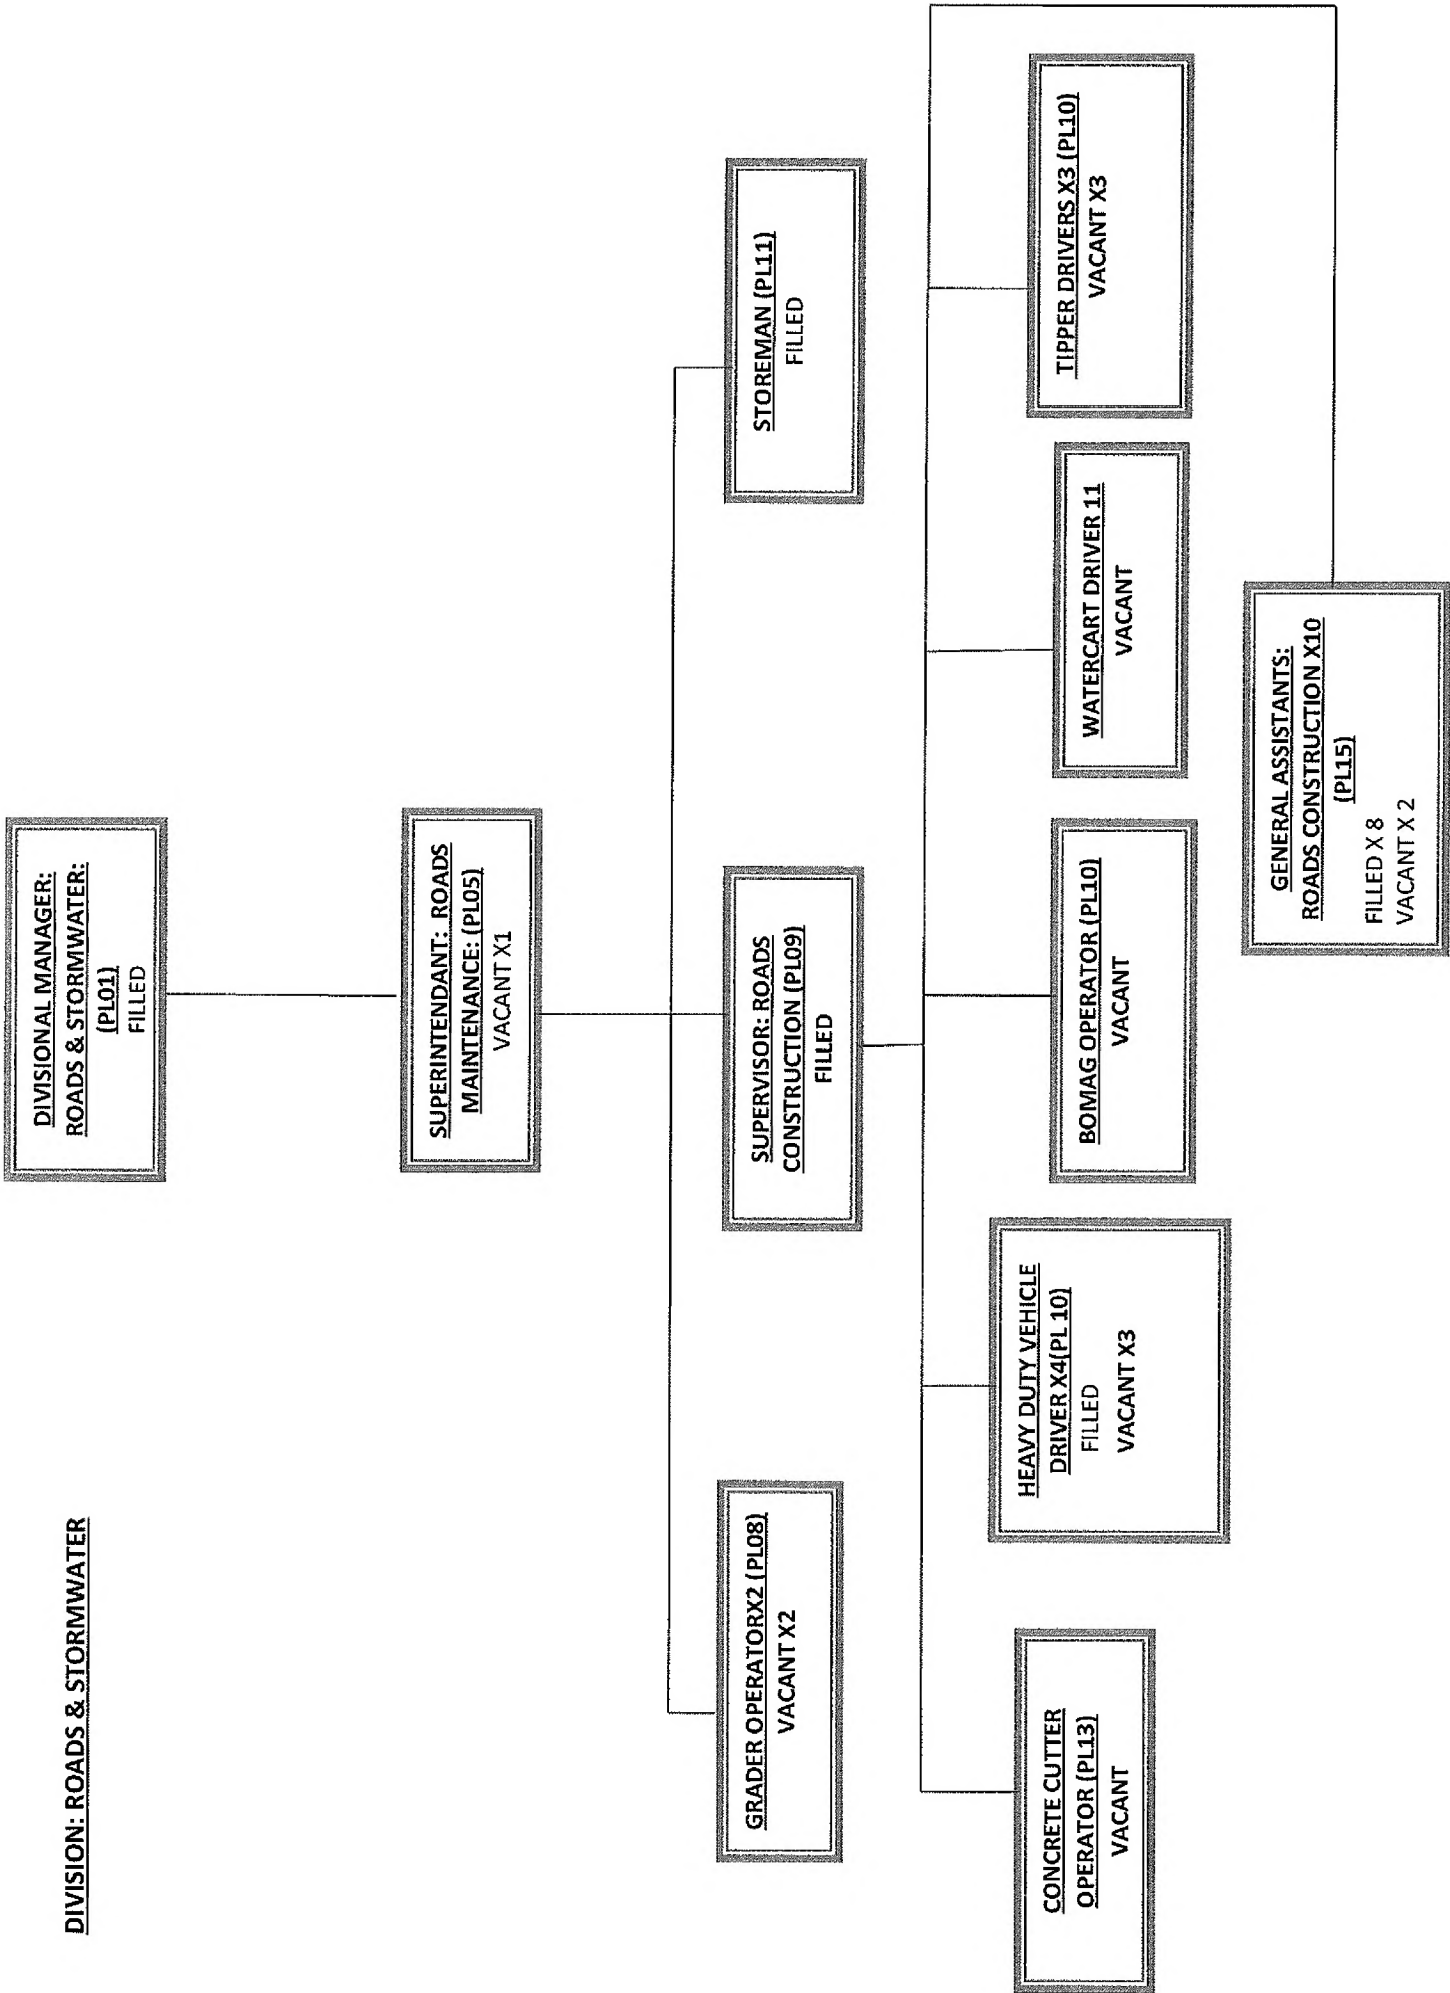 DIVISION: ROADS & STORMWATER
DIVISIONAL MANAGER:
ROADS & STORMWATER:
(PL01)
FILLED
SUPERINTENDANT: ROADS
MAINTENANCE: (PL05)
VACANT X1
GRADER OPERATORX2 (PL08)
VACANT X2
SUPERVISOR: ROADS
CONSTRUCTION (PL09)
FILLED
STOREMAN (PL11)
FILLED
CONCRETE CUTTER
OPERATOR (PL13)
VACANT
HEAVY DUTY VEHICLE
DRIVER X4(PL 10)
FILLED
VACANT X3
BOMAG OPERATOR (PL10)
VACANT
WATERCART DRIVER 11
VACANT
TIPPER DRIVERS X3 (PL10)
VACANT X3
GENERAL ASSISTANTS:
ROADS CONSTRUCTION X10
(PL15)
FILLED X 8
VACANT X 2